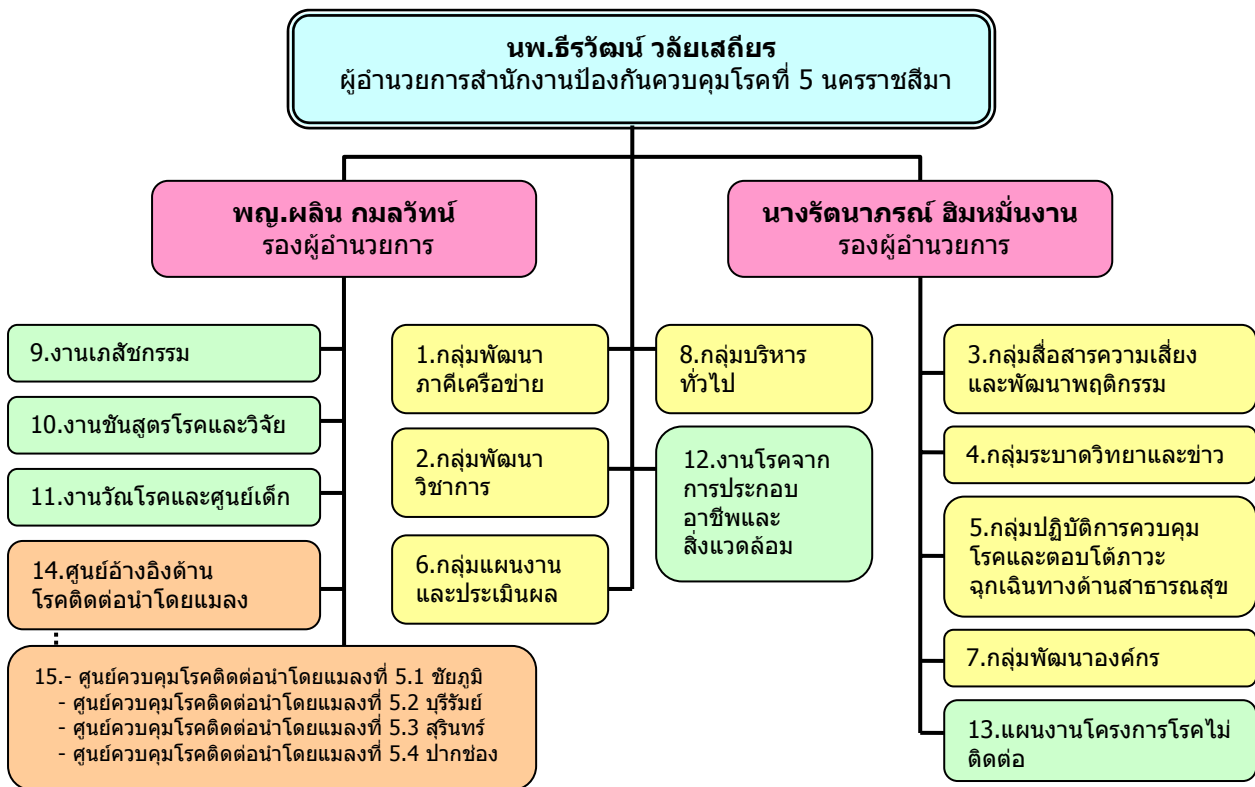 นพ.ธีรวัฒน์ วลัยเสถียร
ผู้อำนวยการสำนักงานป้องกันควบคุมโรคที่ 5 นครราชสีมา
พญ.ผลิน กมลวัทน์
รองผู้อำนวยการ
นางรัตนาภรณ์ ฮิมหมั่นงาน
รองผู้อำนวยการ
9.งานเภสัชกรรม
10.งานชันสูตรโรคและวิจัย
11.งานวัณโรคและศูนย์เด็ก
14.ศูนย์อ้างอิงด้าน
โรคติดต่อนำโดยแมลง
15.- ศูนย์ควบคุมโรคติดต่อนำโดยแมลงที่ 5.1 ชัยภูมิ
- ศูนย์ควบคุมโรคติดต่อนำโดยแมลงที่ 5.2 บุรีรัมย์
- ศูนย์ควบคุมโรคติดต่อนำโดยแมลงที่ 5.3 สุรินทร์
- ศูนย์ควบคุมโรคติดต่อนำโดยแมลงที่ 5.4 ปากช่อง
1.กลุ่มพัฒนา
ภาคีเครือข่าย
2.กลุ่มพัฒนา
วิชาการ
6.กลุ่มแผนงาน
และประเมินผล
8.กลุ่มบริหาร
ทั่วไป
12.งานโรคจาก
การประกอบ
อาชีพและ
สิ่งแวดล้อม
3.กลุ่มสื่อสารความเสี่ยง
และพัฒนาพฤติกรรม
4.กลุ่มระบาดวิทยาและข่าว
5.กลุ่มปฏิบัติการควบคุม
โรคและตอบโต้ภาวะ
ฉุกเฉินทางด้านสาธารณสุข
7.กลุ่มพัฒนาองค์กร
13.แผนงานโครงการโรคไม่
ติดต่อ